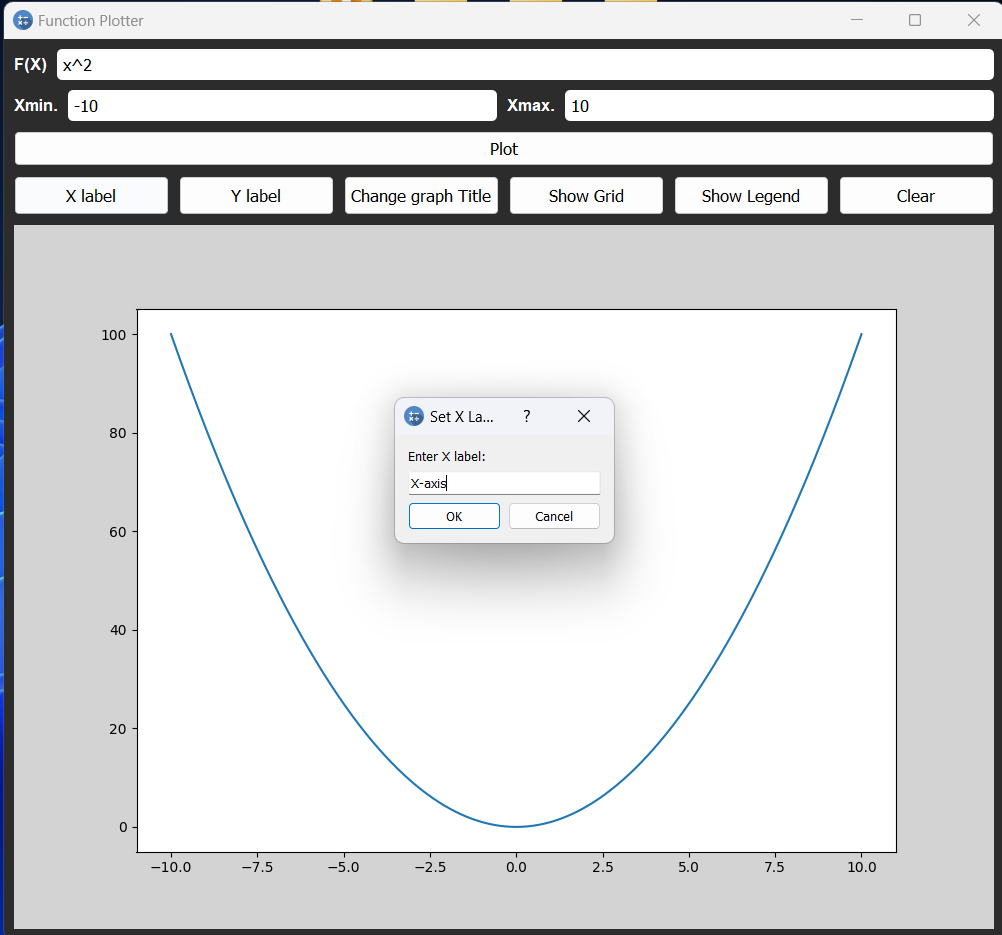 Function Plotter
F(X) x^2
Xmin. -10 Xmax. 10
Plot
X label Y label Change graph Title Show Grid Show Legend Clear
100
80
60
40
20
0
−10.0 −7.5 −5.0 −2.5 0.0 2.5 5.0 7.5 10.0
Set X La... ?
Enter X label:
X-axis
OK Cancel